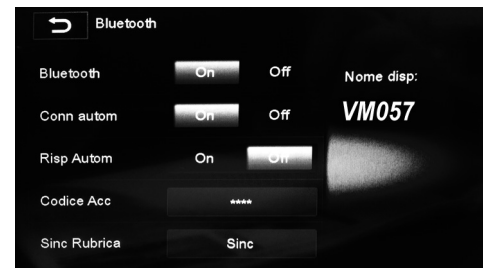 Bluetooth
Bluetooth On Off
Nome disp:
VM057
Conn autom On Off
Risp Autom On Off
Codice Acc ****
Sinc Rubrica Sinc